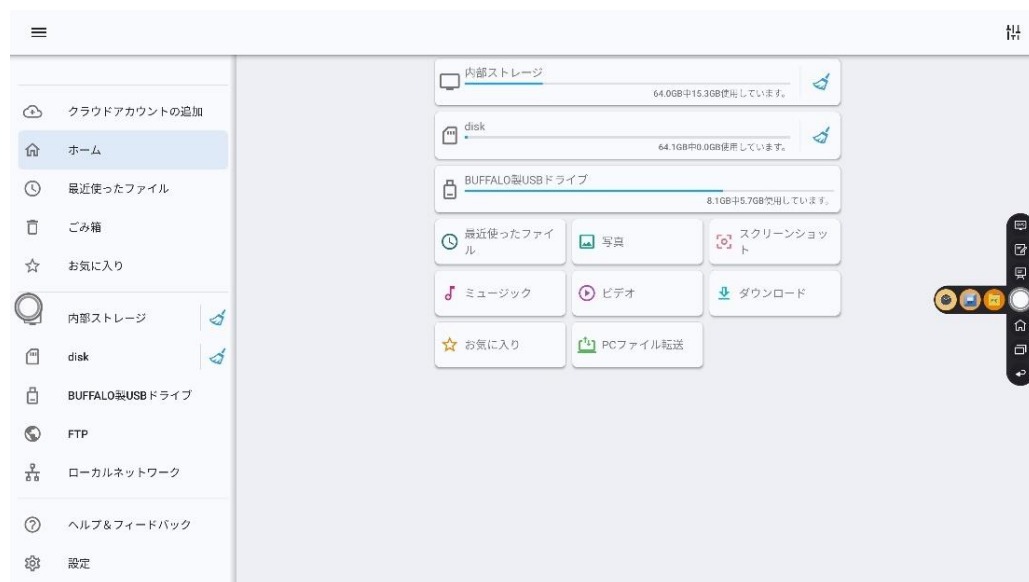 クラウドアカウントの追加
ホーム
最近使ったファイル
ごみ箱
お気に入り
内部ストレージ
disk
BUFFALO製USBドライブ
FTP
ローカルネットワーク
ヘルプ&フィードバック
設定
内部ストレージ
64.0GB中15.3GB使用しています。
disk
64.1GB中0.0GB使用しています。
BUFFALO製USBドライブ
8.1GB中5.7GB使用しています。
最近使ったファイ
ル
写真
スクリーンショッ
ト
ミュージック
ビデオ
ダウンロード
お気に入り
PCファイル転送